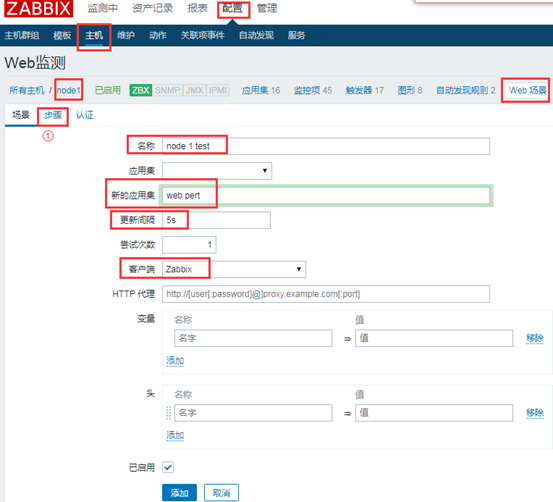 ZABBIX 监测中 资产记录 报表 配置 管理
主机群组 模板 主机 维护 动作 关联项事件 自动发现 服务
Web监测
所有主机 / node1 已启用 ZBX SNMP JMX IPMI 应用集 16 监控项 45 触发器 17 图形 8 自动发现规则 2 Web 场景
场景 步骤 认证
①
名称 node 1 test
应用集
新的应用集 web pert
更新间隔 5s
尝试次数 1
客户端 Zabbix
HTTP 代理 http://[user[:password]@]proxy.example.com[:port]
变量 名称 值
名字 ⇒ 值 移除
添加
头 名称 值
名字 ⇒ 值 移除
添加
已启用
添加 取消